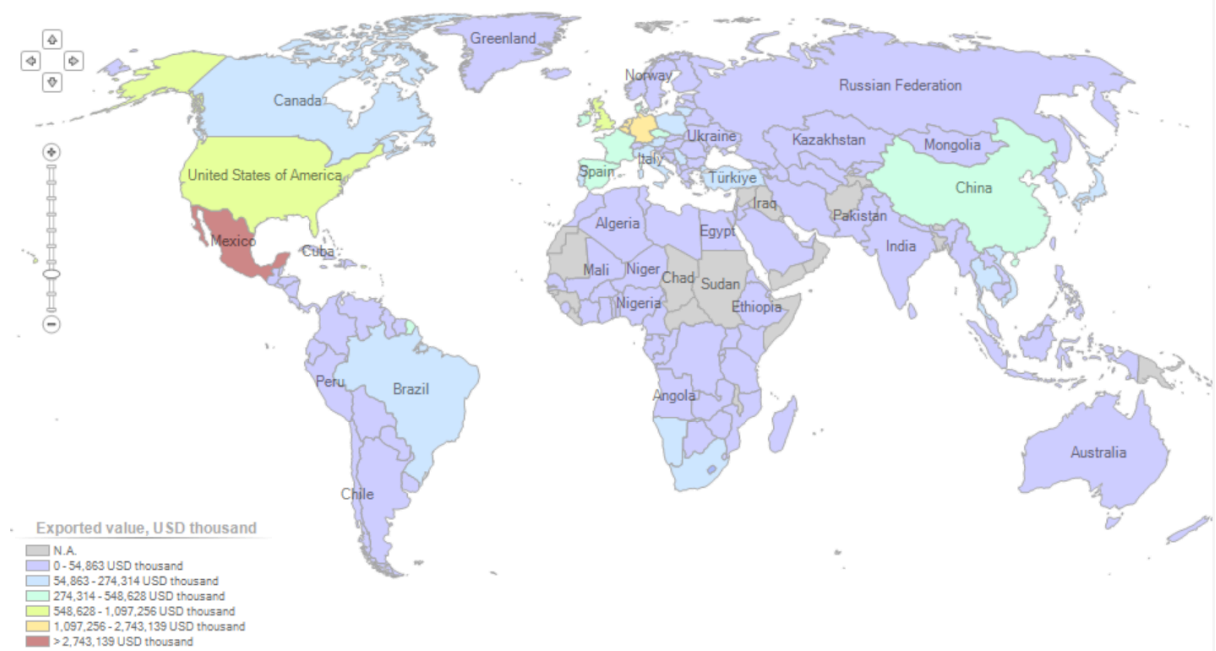 Greenland
Norway
Russian Federation
Canada
Ukraine
Kazakhstan
Mongolia
Italy
Spain
Türkiye
United States of America
China
Iraq
Pakistan
Algeria
Egypt
Mexico
Cuba
India
Mali
Niger
Chad
Sudan
Nigeria
Ethiopia
Peru
Brazil
Angola
Australia
Chile
Exported value, USD thousand
N.A.
0 - 54,863 USD thousand
54,863 - 274,314 USD thousand
274,314 - 548,628 USD thousand
548,628 - 1,097,256 USD thousand
1,097,256 - 2,743,139 USD thousand
> 2,743,139 USD thousand